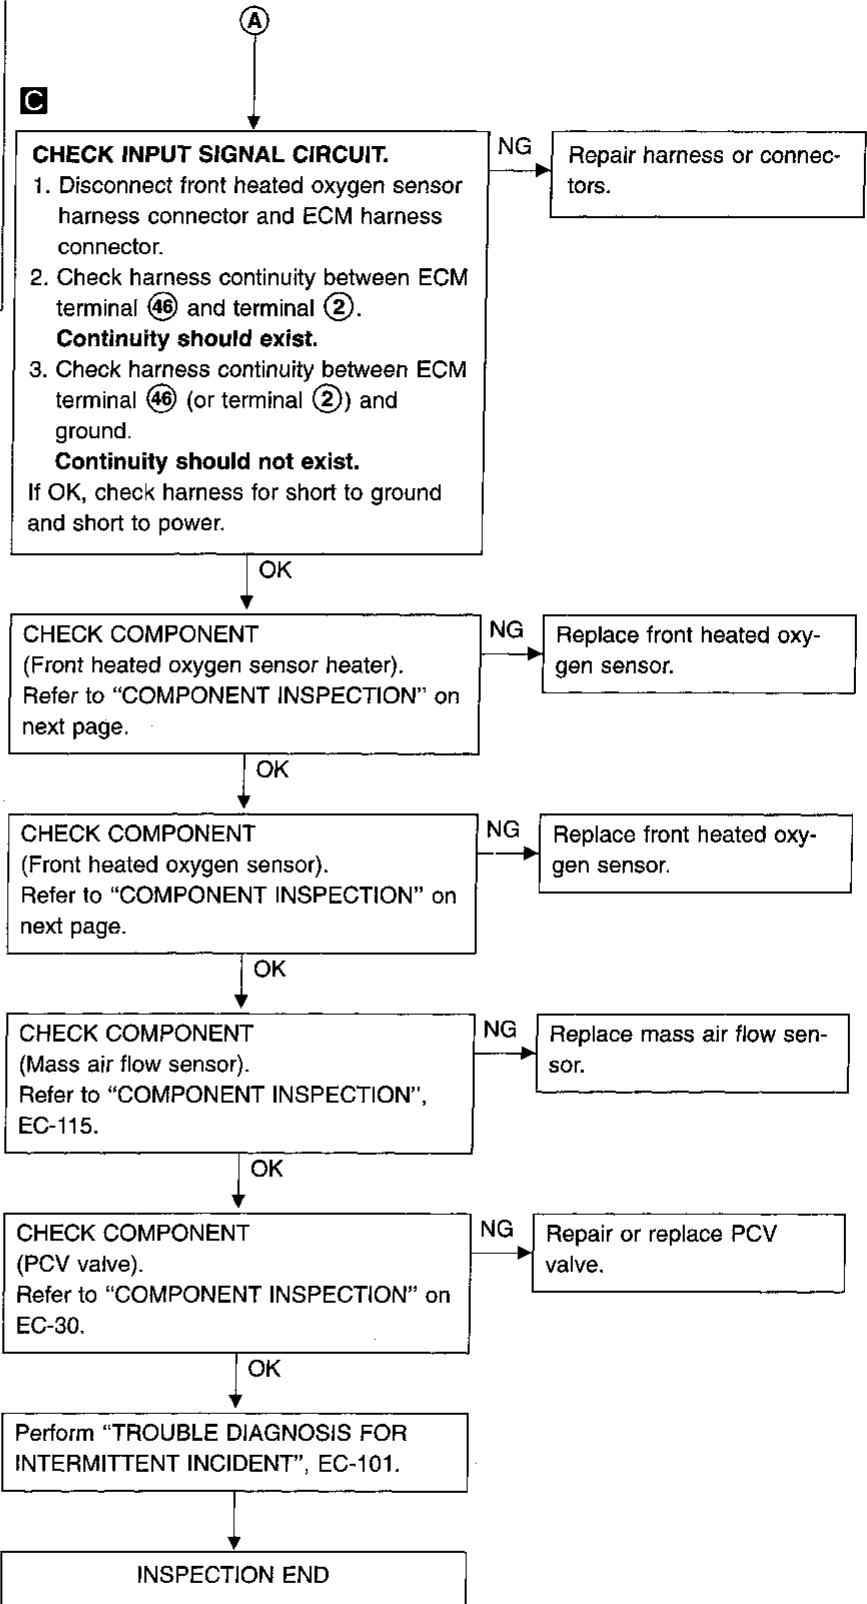 A
C
CHECK INPUT SIGNAL CIRCUIT.
1. Disconnect front heated oxygen sensor
harness connector and ECM harness
connector.
2. Check harness continuity between ECM
terminal 46 and terminal 2.
Continuity should exist.
3. Check harness continuity between ECM
terminal 46 (or terminal 2) and
ground.
Continuity should not exist.
If OK, check harness for short to ground
and short to power.
NG
Repair harness or connec-
tors.
OK
CHECK COMPONENT
(Front heated oxygen sensor heater).
Refer to “COMPONENT INSPECTION” on
next page.
NG
Replace front heated oxy-
gen sensor.
OK
CHECK COMPONENT
(Front heated oxygen sensor).
Refer to “COMPONENT INSPECTION” on
next page.
NG
Replace front heated oxy-
gen sensor.
OK
CHECK COMPONENT
(Mass air flow sensor).
Refer to “COMPONENT INSPECTION”,
EC-115.
NG
Replace mass air flow sen-
sor.
OK
CHECK COMPONENT
(PCV valve).
Refer to “COMPONENT INSPECTION” on
EC-30.
NG
Repair or replace PCV
valve.
OK
Perform “TROUBLE DIAGNOSIS FOR
INTERMITTENT INCIDENT”, EC-101.
INSPECTION END